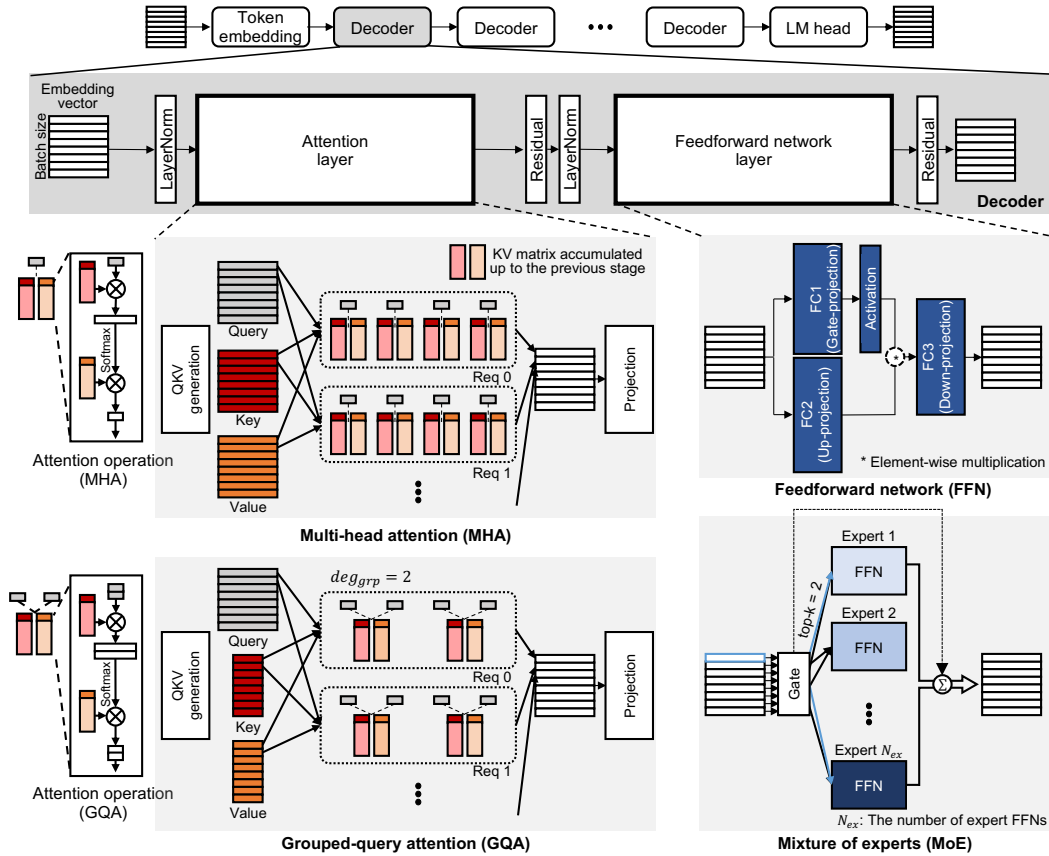 Token
embedding
Decoder
Decoder
Decoder
LM head
Embedding
vector
Batch size
LayerNorm
Attention
layer
Residual
LayerNorm
Feedforward network
layer
Residual
Decoder
KV matrix accumulated
up to the previous stage
Softmax
Attention operation
(MHA)
QKV
generation
Query
Key
Value
Req 0
Req 1
Projection
Multi-head attention (MHA)
FC1
(Gate-projection)
Activation
FC2
(Up-projection)
*
FC3
(Down-projection)
* Element-wise multiplication
Feedforward network (FFN)
Softmax
Attention operation
(GQA)
QKV
generation
Query
Key
Value
deg_grp = 2
Req 0
Req 1
Projection
Grouped-query attention (GQA)
Gate
top-k = 2
Expert 1
FFN
Expert 2
FFN
Expert N_ex
FFN
Σ
N_ex: The number of expert FFNs
Mixture of experts (MoE)